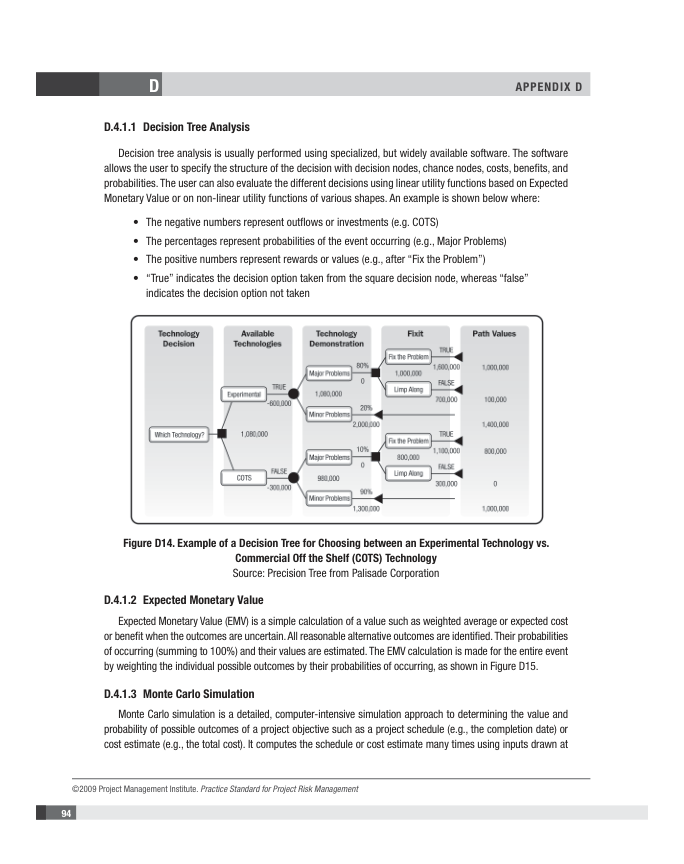 D
APPENDIX D
D.4.1.1 Decision Tree Analysis
Decision tree analysis is usually performed using specialized, but widely available software. The software
allows the user to specify the structure of the decision with decision nodes, chance nodes, costs, benefits, and
probabilities. The user can also evaluate the different decisions using linear utility functions based on Expected
Monetary Value or on non-linear utility functions of various shapes. An example is shown below where:
• The negative numbers represent outflows or investments (e.g. COTS)
• The percentages represent probabilities of the event occurring (e.g., Major Problems)
• The positive numbers represent rewards or values (e.g., after “Fix the Problem”)
• “True” indicates the decision option taken from the square decision node, whereas “false”
indicates the decision option not taken
Technology Decision
Available Technologies
Technology Demonstration
Fixit
Path Values
Which Technology?
1,080,000
Experimental
TRUE
-600,000
1,080,000
Major Problems
80%
0
1,000,000
Fix the Problem
TRUE
1,600,000
1,000,000
Limp Along
FALSE
700,000
100,000
Minor Problems
20%
2,000,000
1,400,000
COTS
FALSE
-300,000
980,000
Major Problems
10%
0
800,000
Fix the Problem
TRUE
1,100,000
800,000
Limp Along
FALSE
300,000
0
Minor Problems
90%
1,300,000
1,000,000
Figure D14. Example of a Decision Tree for Choosing between an Experimental Technology vs.
Commercial Off the Shelf (COTS) Technology
Source: Precision Tree from Palisade Corporation
D.4.1.2 Expected Monetary Value
Expected Monetary Value (EMV) is a simple calculation of a value such as weighted average or expected cost
or benefit when the outcomes are uncertain. All reasonable alternative outcomes are identified. Their probabilities
of occurring (summing to 100%) and their values are estimated. The EMV calculation is made for the entire event
by weighting the individual possible outcomes by their probabilities of occurring, as shown in Figure D15.
D.4.1.3 Monte Carlo Simulation
Monte Carlo simulation is a detailed, computer-intensive simulation approach to determining the value and
probability of possible outcomes of a project objective such as a project schedule (e.g., the completion date) or
cost estimate (e.g., the total cost). It computes the schedule or cost estimate many times using inputs drawn at
©2009 Project Management Institute. Practice Standard for Project Risk Management
94